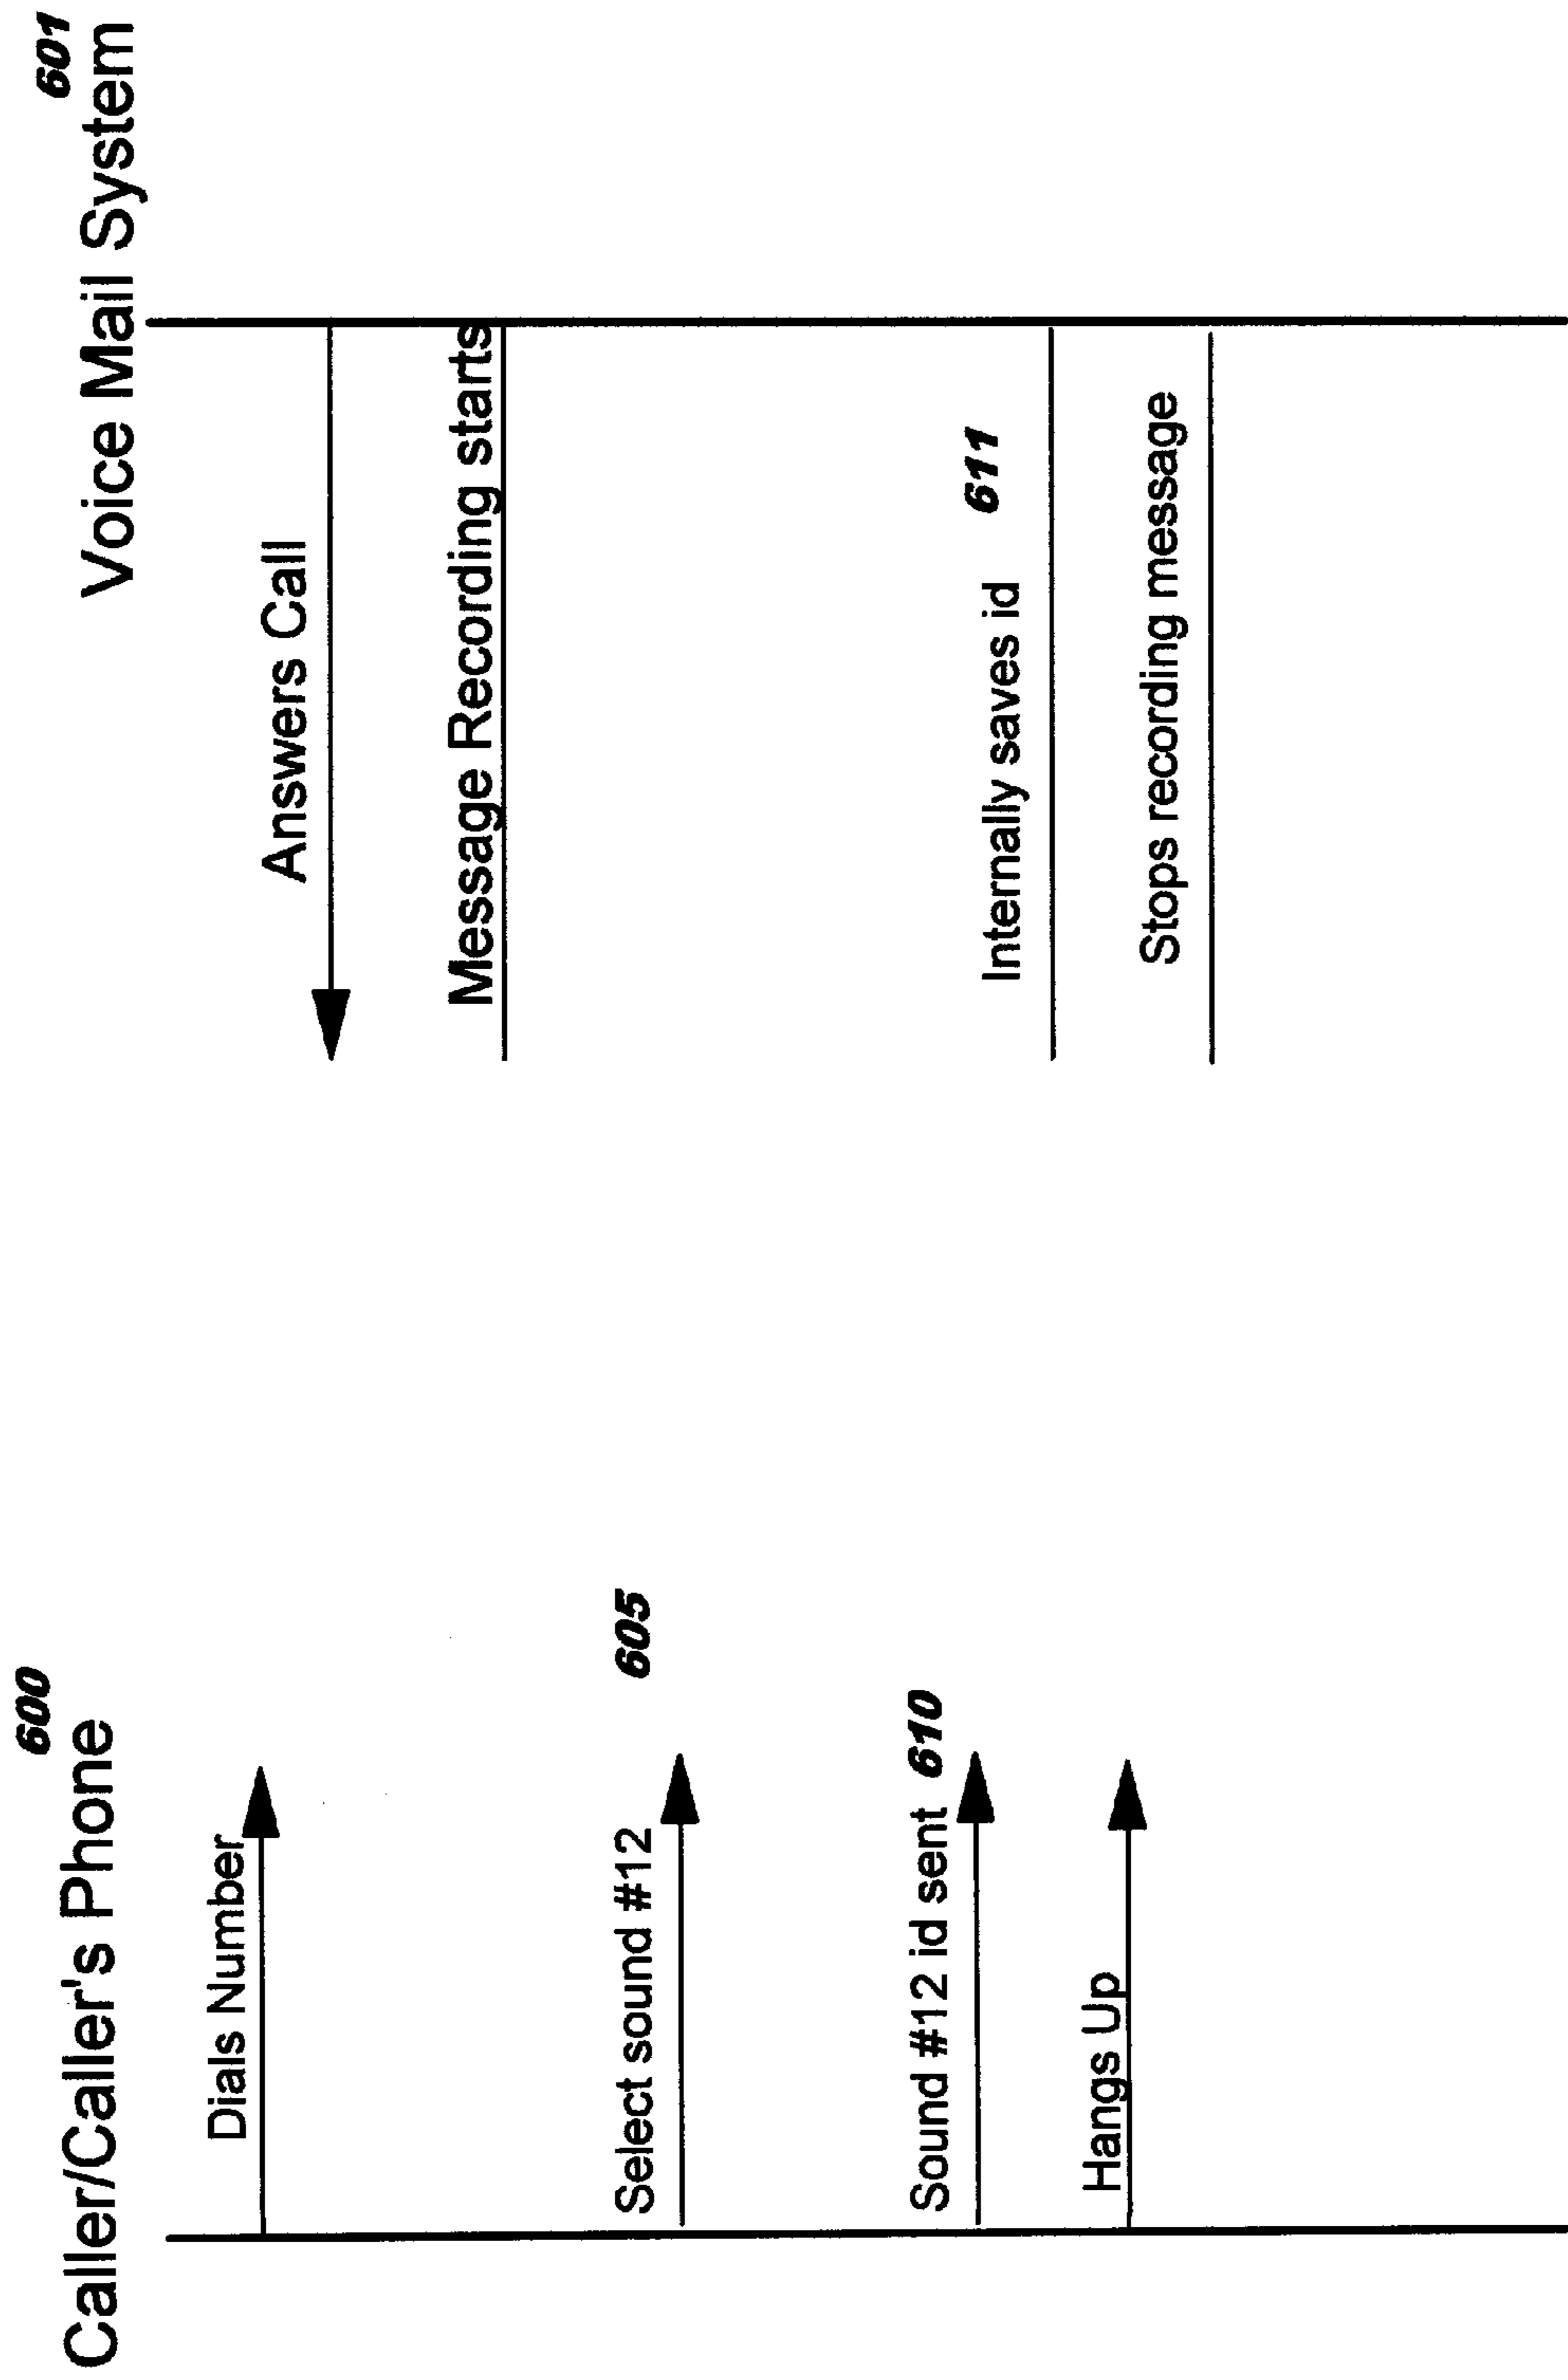 600
Caller/Caller's Phone
601
Voice Mail System
Dials Number
Answers Call
Message Recording starts
Select sound #12 605
Sound #12 id sent 610
Internally saves id 611
Hangs Up
Stops recording message